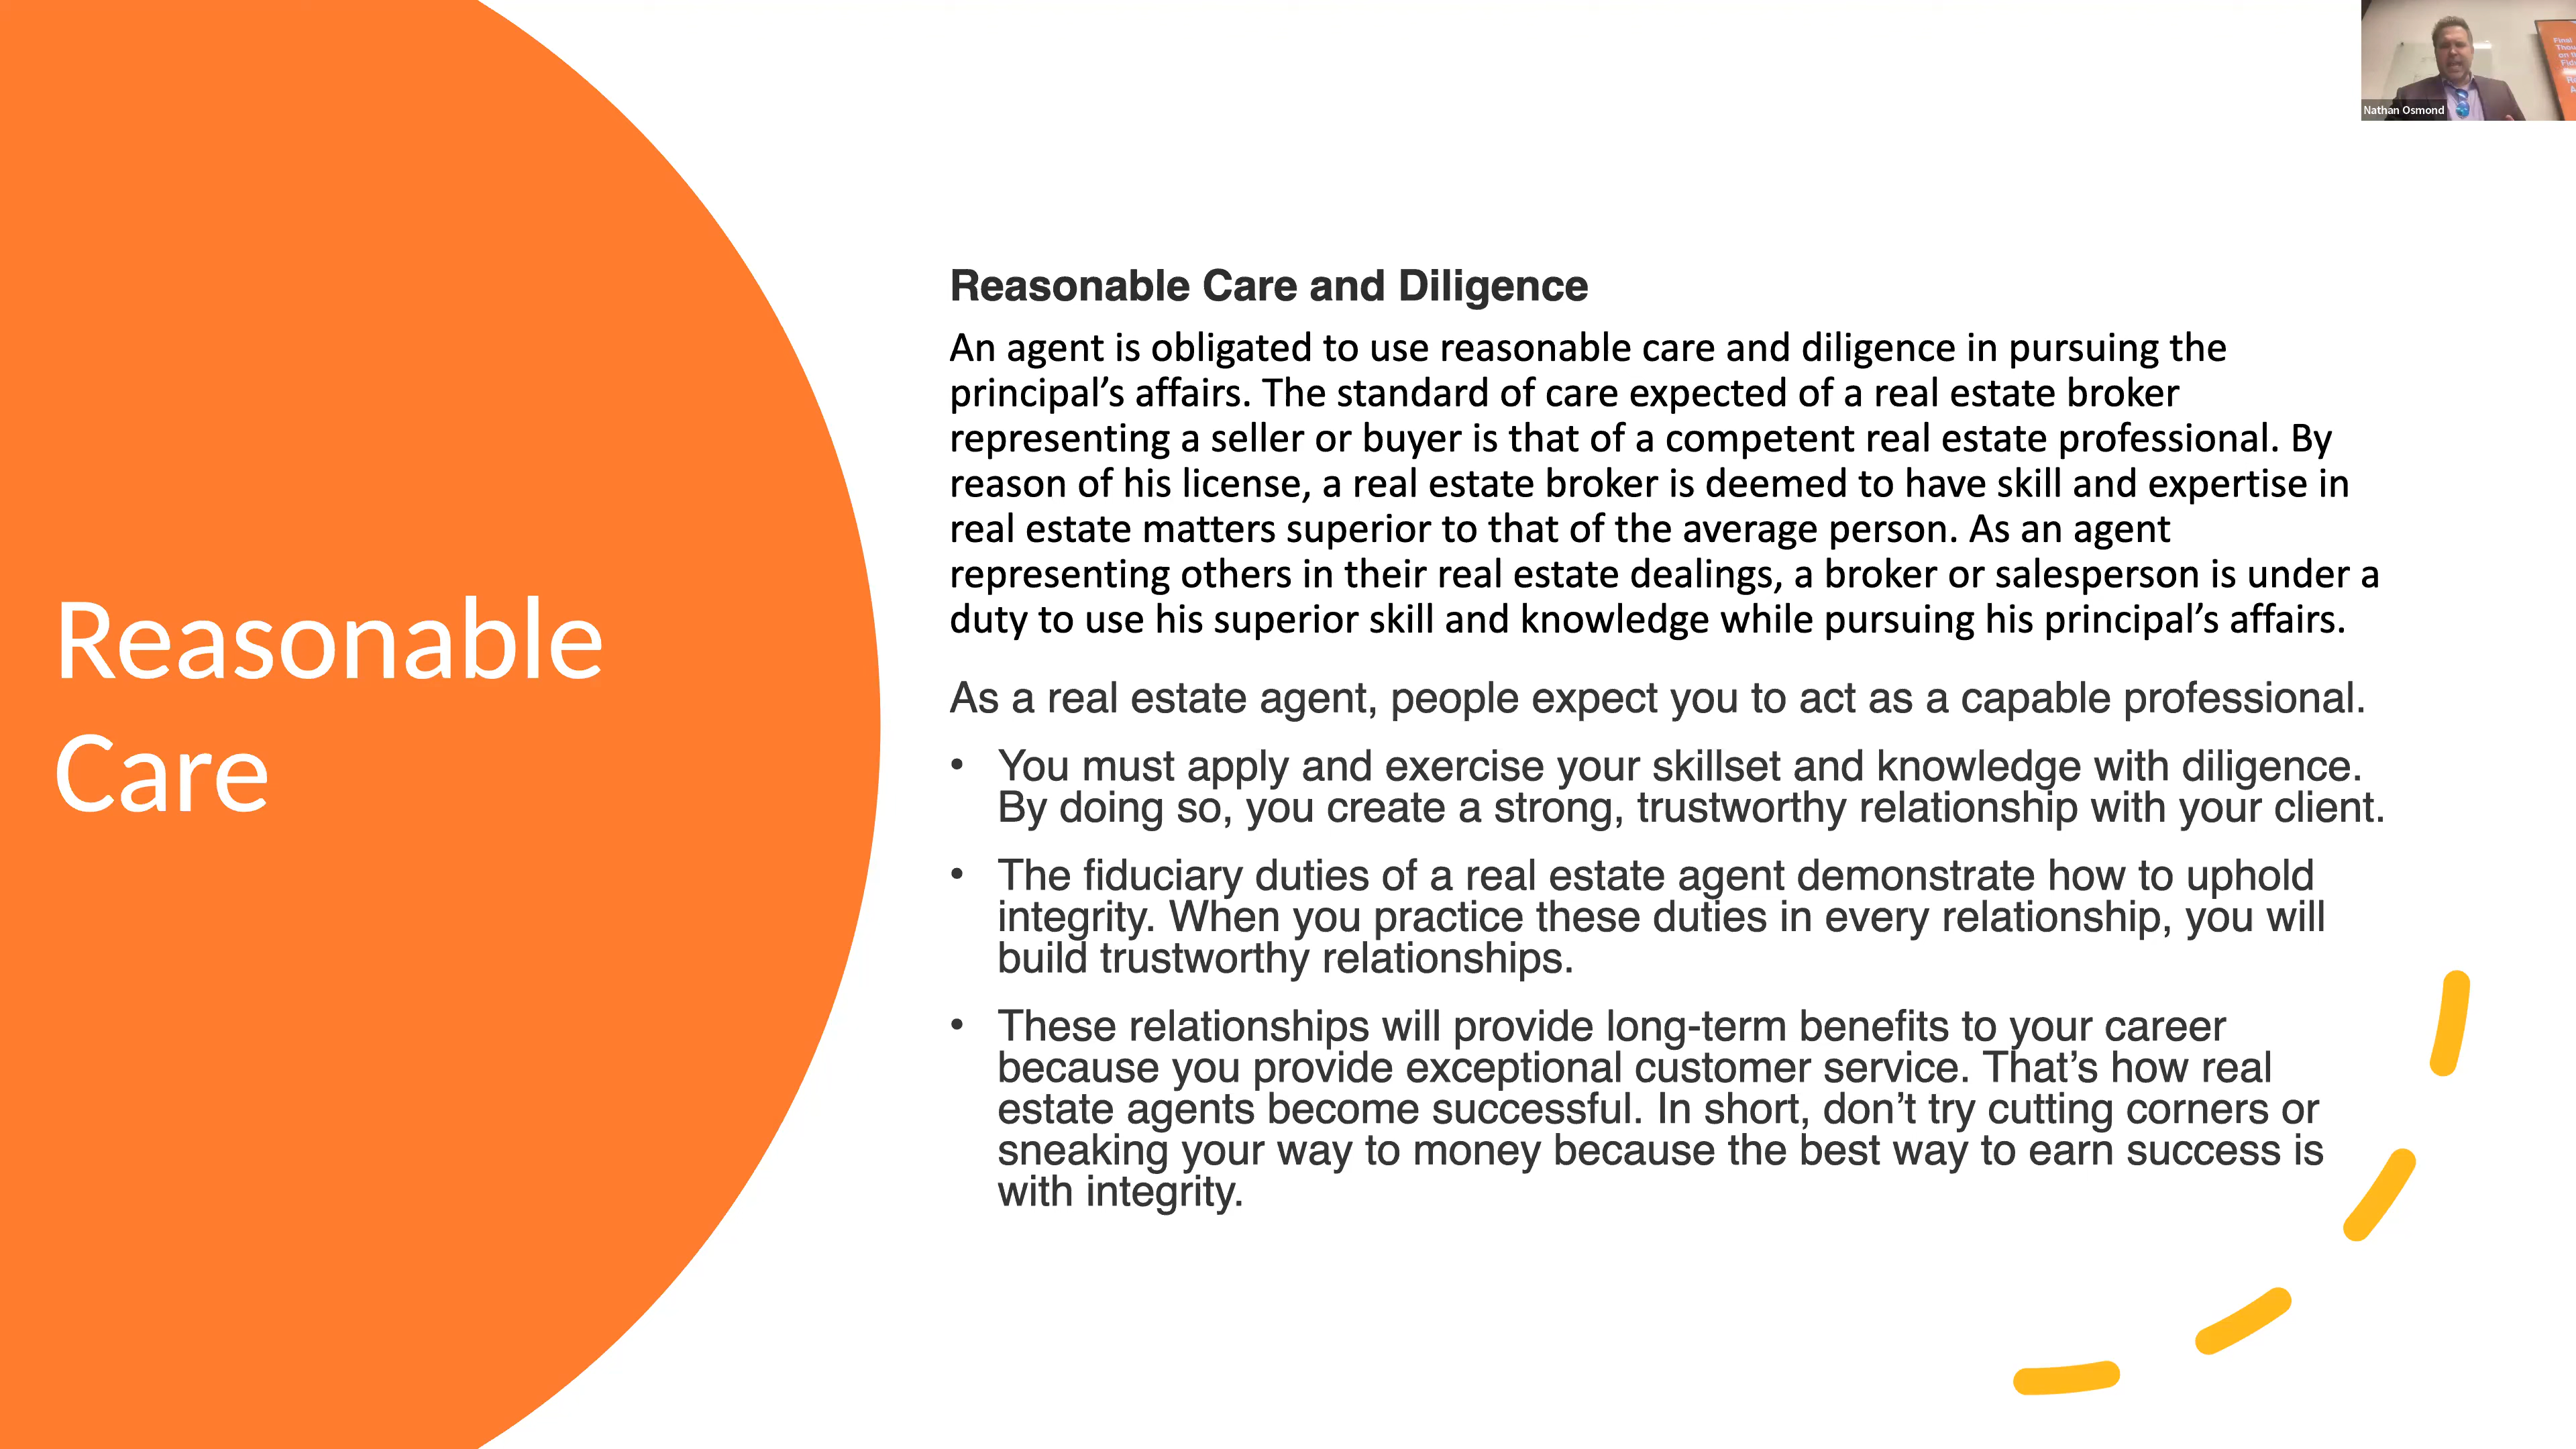 Reasonable
Care
Reasonable Care and Diligence
An agent is obligated to use reasonable care and diligence in pursuing the
principal’s affairs. The standard of care expected of a real estate broker
representing a seller or buyer is that of a competent real estate professional. By
reason of his license, a real estate broker is deemed to have skill and expertise in
real estate matters superior to that of the average person. As an agent
representing others in their real estate dealings, a broker or salesperson is under a
duty to use his superior skill and knowledge while pursuing his principal’s affairs.
As a real estate agent, people expect you to act as a capable professional.
• You must apply and exercise your skillset and knowledge with diligence.
By doing so, you create a strong, trustworthy relationship with your client.
• The fiduciary duties of a real estate agent demonstrate how to uphold
integrity. When you practice these duties in every relationship, you will
build trustworthy relationships.
• These relationships will provide long-term benefits to your career
because you provide exceptional customer service. That’s how real
estate agents become successful. In short, don’t try cutting corners or
sneaking your way to money because the best way to earn success is
with integrity.
Nathan Osmond
Final